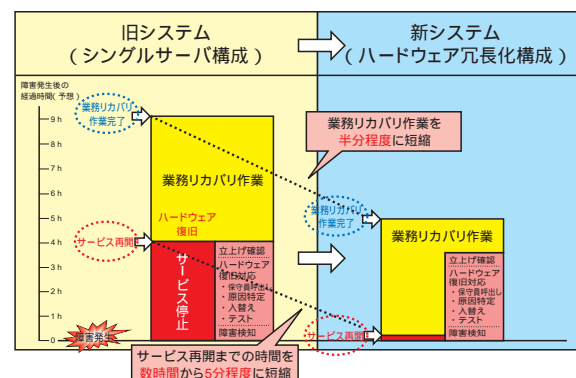 旧システム
（シングルサーバ構成）
新システム
（ハードウェア冗長化構成）
障害発生後の
経過時間(予想)
9 h
8 h
7 h
6 h
5 h
4 h
3 h
2 h
1 h
0
業務リカバリ
作業完了
サービス再開
障害発生
業務リカバリ作業
ハードウェア
復旧
サービス停止
立上げ確認
ハードウェア
復旧対応
・保守員呼出し
・原因特定
・入替え
・テスト
障害検知
業務リカバリ作業を
半分程度に短縮
サービス再開までの時間を
数時間から5分程度に短縮
業務リカバリ
作業完了
サービス再開
業務リカバリ作業
立上げ確認
ハードウェア
復旧対応
・保守員呼出し
・原因特定
・入替え
・テスト
障害検知